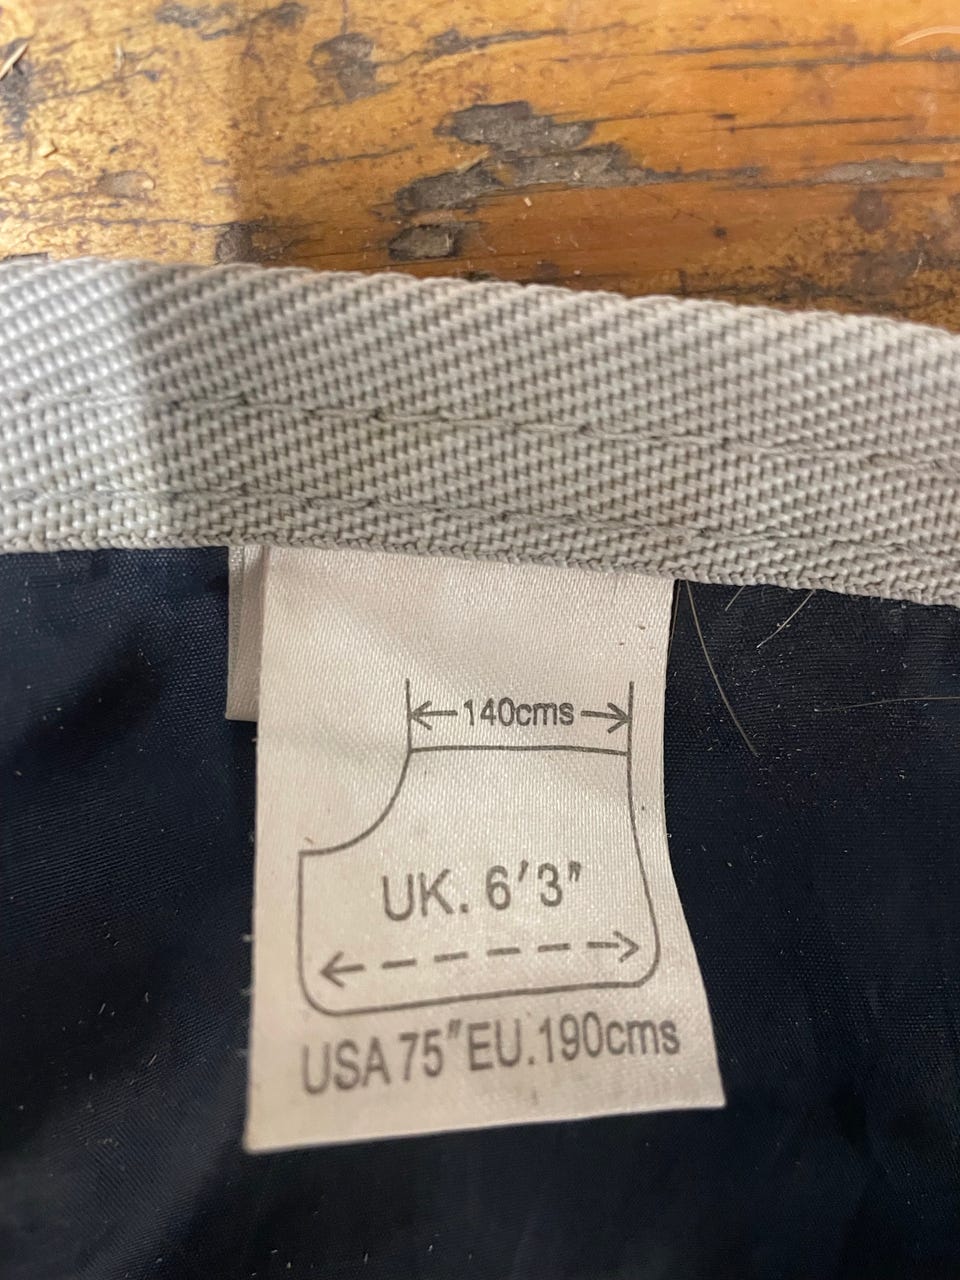 140cms
UK. 6'3"
USA 75" EU. 190cms